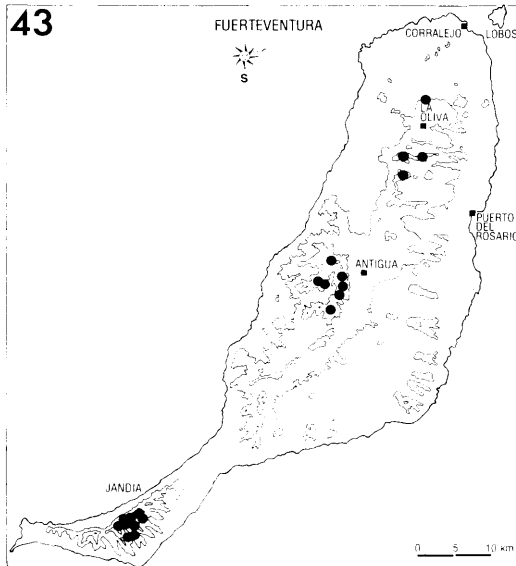 43
FUERTEVENTURA
S
CORRALEJO
LOBOS
LA
OLIVA
PUERTO
DEL
ROSARIO
ANTIGUA
JANDIA
0 5 10 km